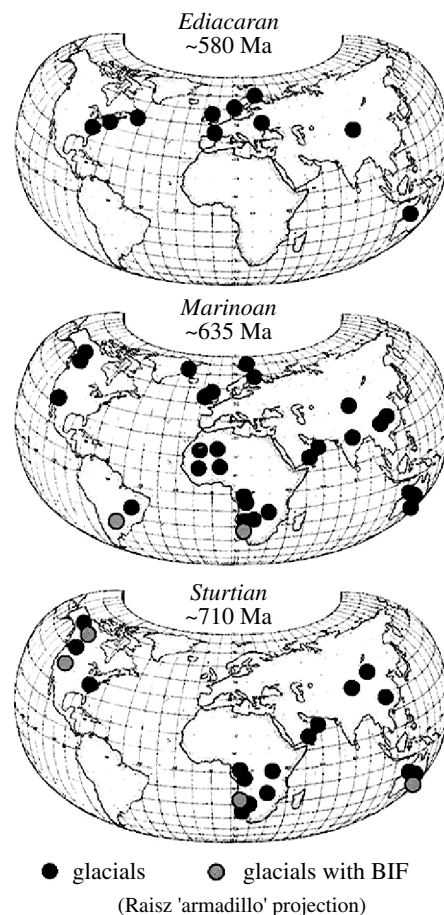 Ediacaran
~580 Ma
Marinoan
~635 Ma
Sturtian
~710 Ma
glacials
glacials with BIF
(Raisz 'armadillo' projection)